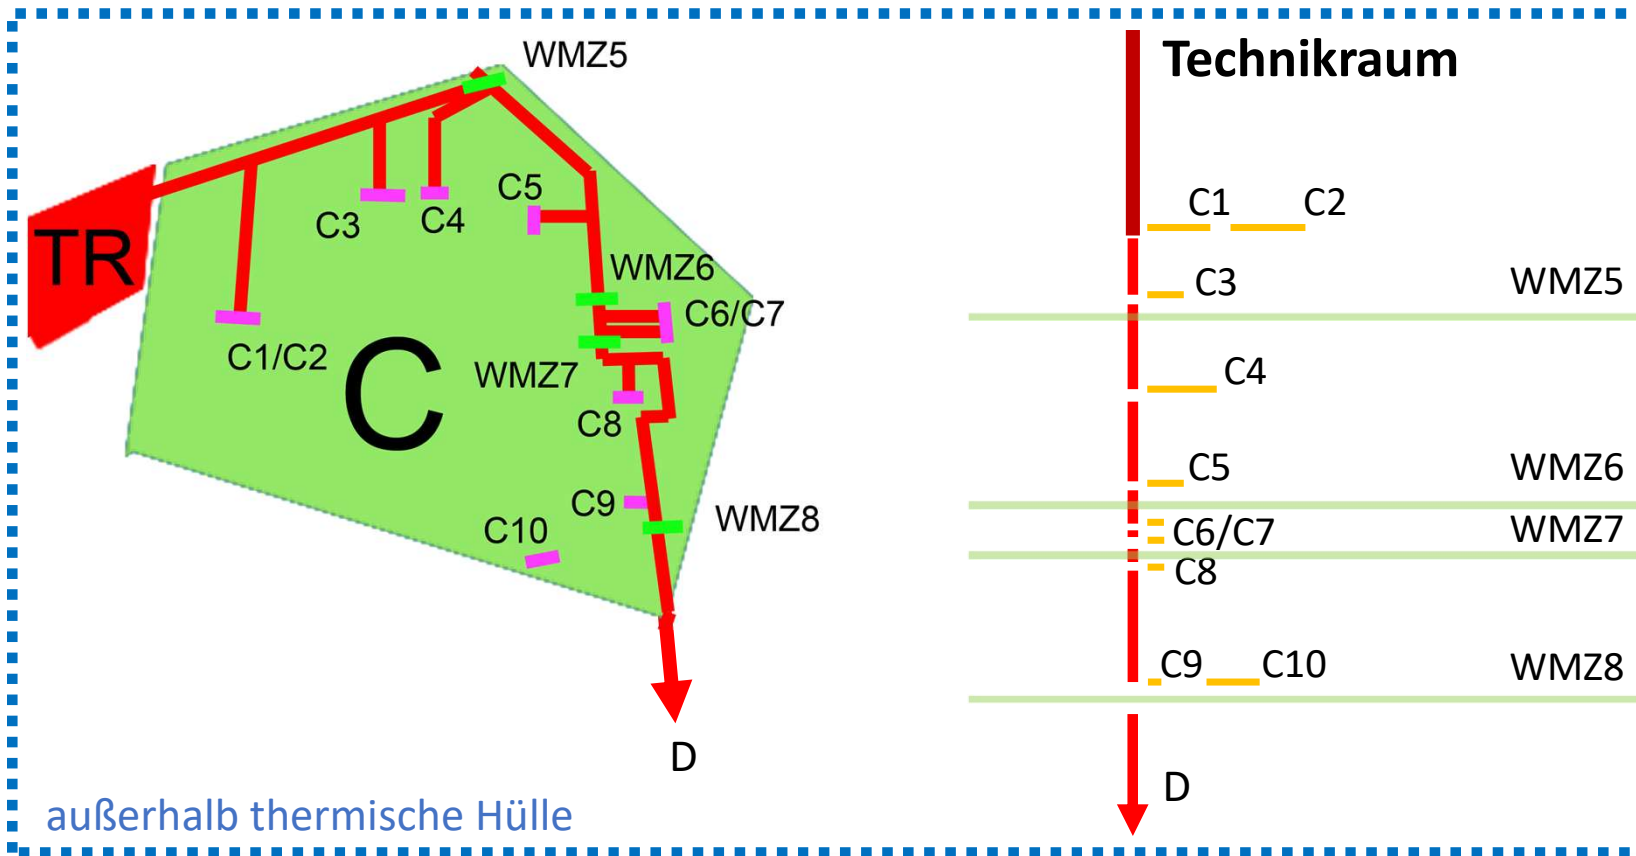 WMZ5
TR
C3
C4
C5
WMZ6
C6/C7
C1/C2
C
WMZ7
C8
C9
C10
WMZ8
D
außerhalb thermische Hülle
Technikraum
C1 C2
C3 WMZ5
C4
C5 WMZ6
C6/C7 WMZ7
C8
C9 C10 WMZ8
D